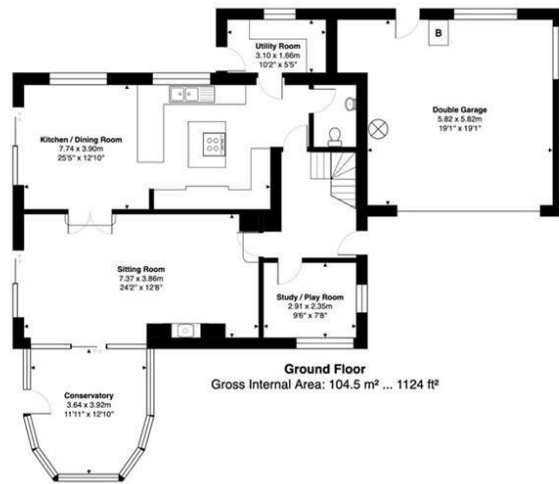 Utility Room
3.10 x 1.66m
10'2" x 5'5"
B
Kitchen / Dining Room
7.74 x 3.90m
25'5" x 12'10"
Double Garage
5.82 x 5.82m
19'1" x 19'1"
Sitting Room
7.37 x 3.86m
24'2" x 12'8"
Study / Play Room
2.91 x 2.35m
9'6" x 7'8"
Ground Floor
Gross Internal Area: 104.5 m² ... 1124 ft²
Conservatory
3.64 x 3.92m
11'11" x 12'10"